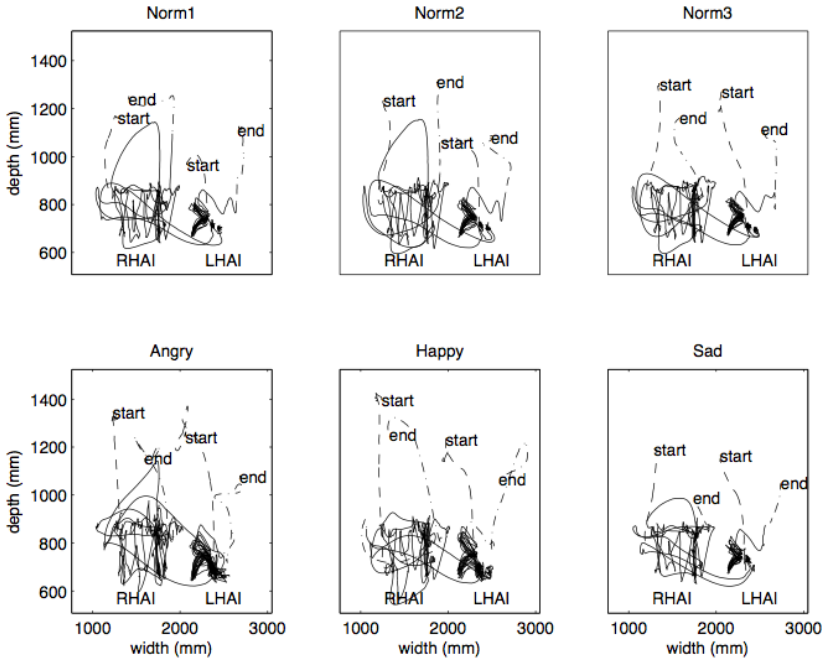 Norm1
Norm2
Norm3
depth (mm)
1400
1200
1000
800
600
end
start
start
end
RHAI
LHAI
start
end
start
end
RHAI
LHAI
start
start
end
end
RHAI
LHAI
Angry
Happy
Sad
depth (mm)
1400
1200
1000
800
600
start
start
end
end
RHAI
LHAI
start
end
start
end
RHAI
LHAI
start
start
end
end
RHAI
LHAI
1000 2000 3000
1000 2000 3000
1000 2000 3000
width (mm)
width (mm)
width (mm)